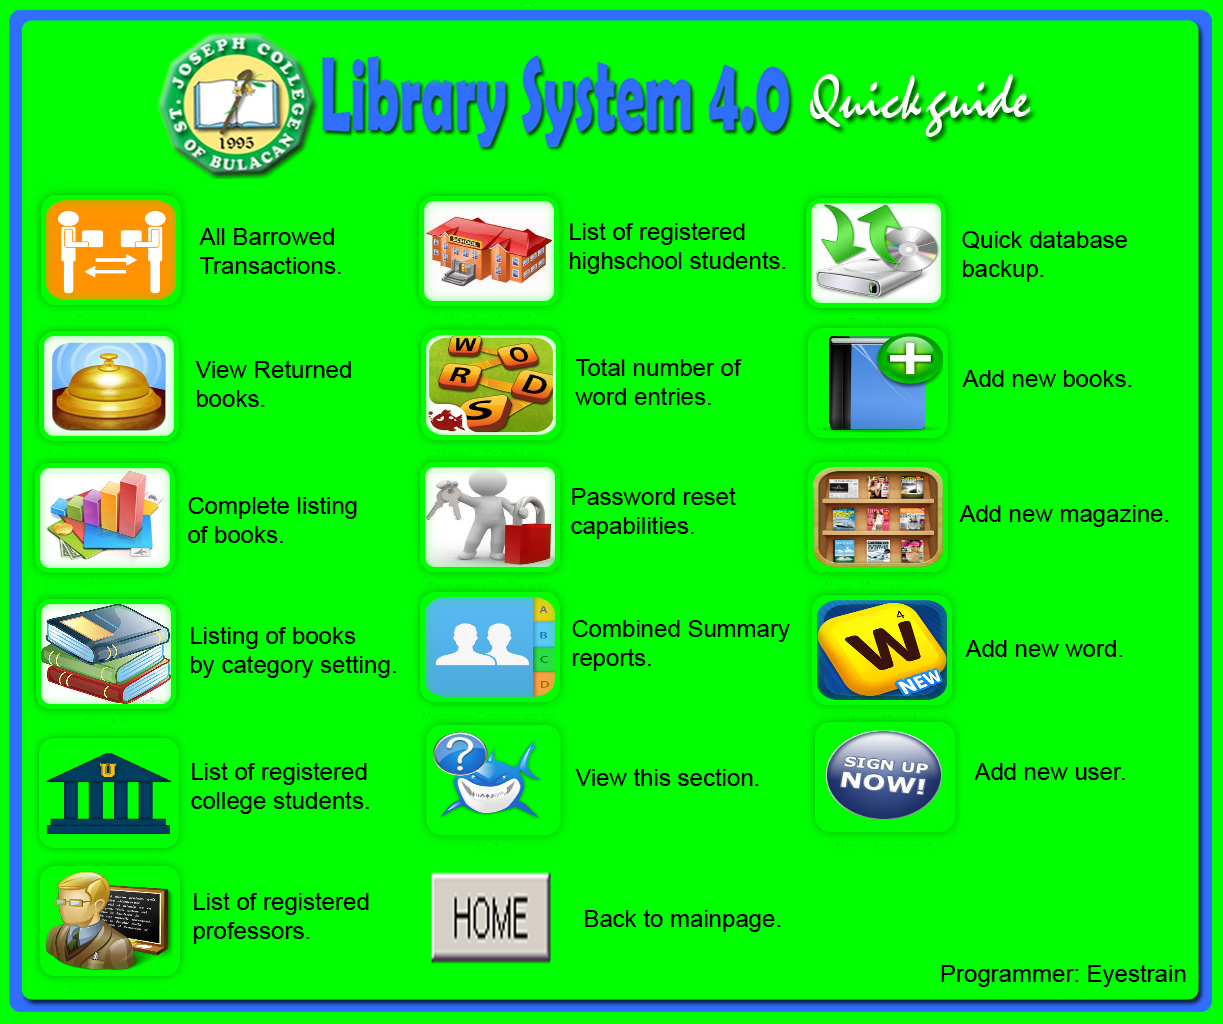 ST. JOSEPH COLLEGE
OF BULACAN
1995
Library System 4.0
Quickguide
All Barrowed
Transactions.
View Returned
books.
Complete listing
of books.
Listing of books
by category setting.
U
List of registered
college students.
List of registered
professors.
SCHOOL
List of registered
highschool students.
W
O
R
D
S
Total number of
word entries.
Password reset
capabilities.
A
B
C
D
Combined Summary
reports.
?
View this section.
HOME
Back to mainpage.
Quick database
backup.
Add new books.
Add new magazine.
4
W
NEW
Add new word.
SIGN UP
NOW!
Add new user.
Programmer: Eyestrain